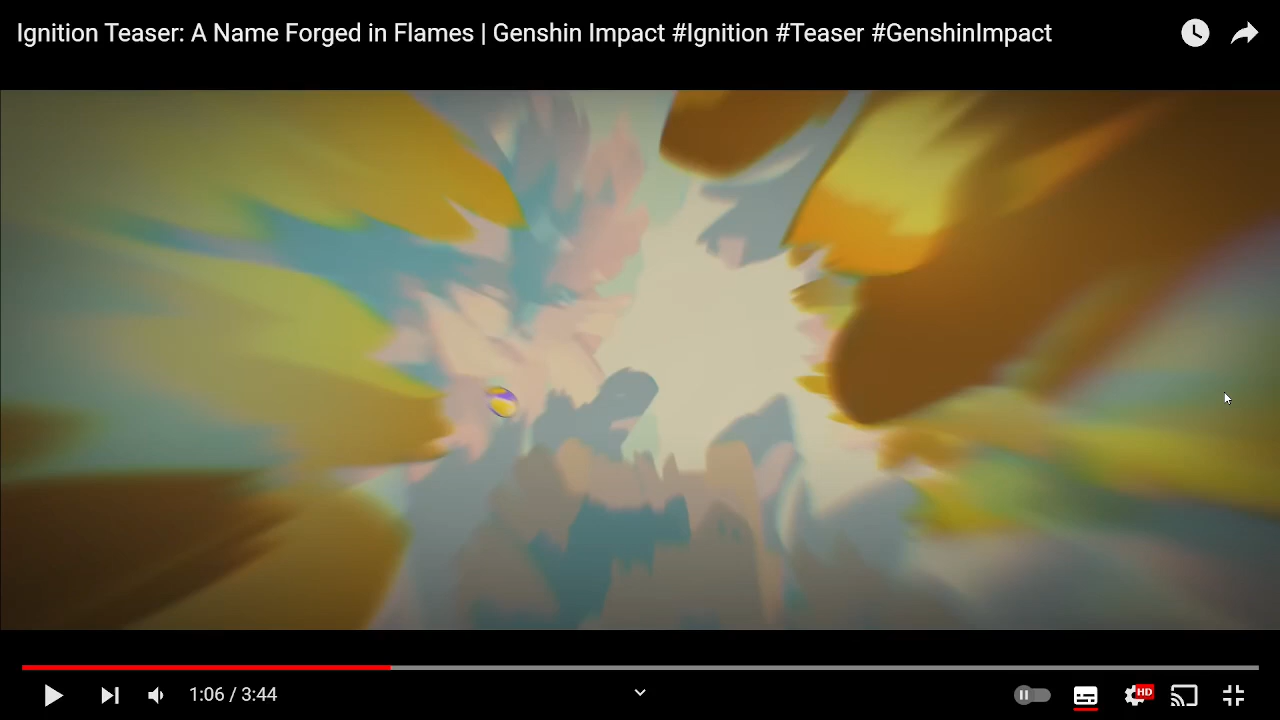 Ignition Teaser: A Name Forged in Flames | Genshin Impact #Ignition #Teaser #GenshinImpact
1:06 / 3:44
HD